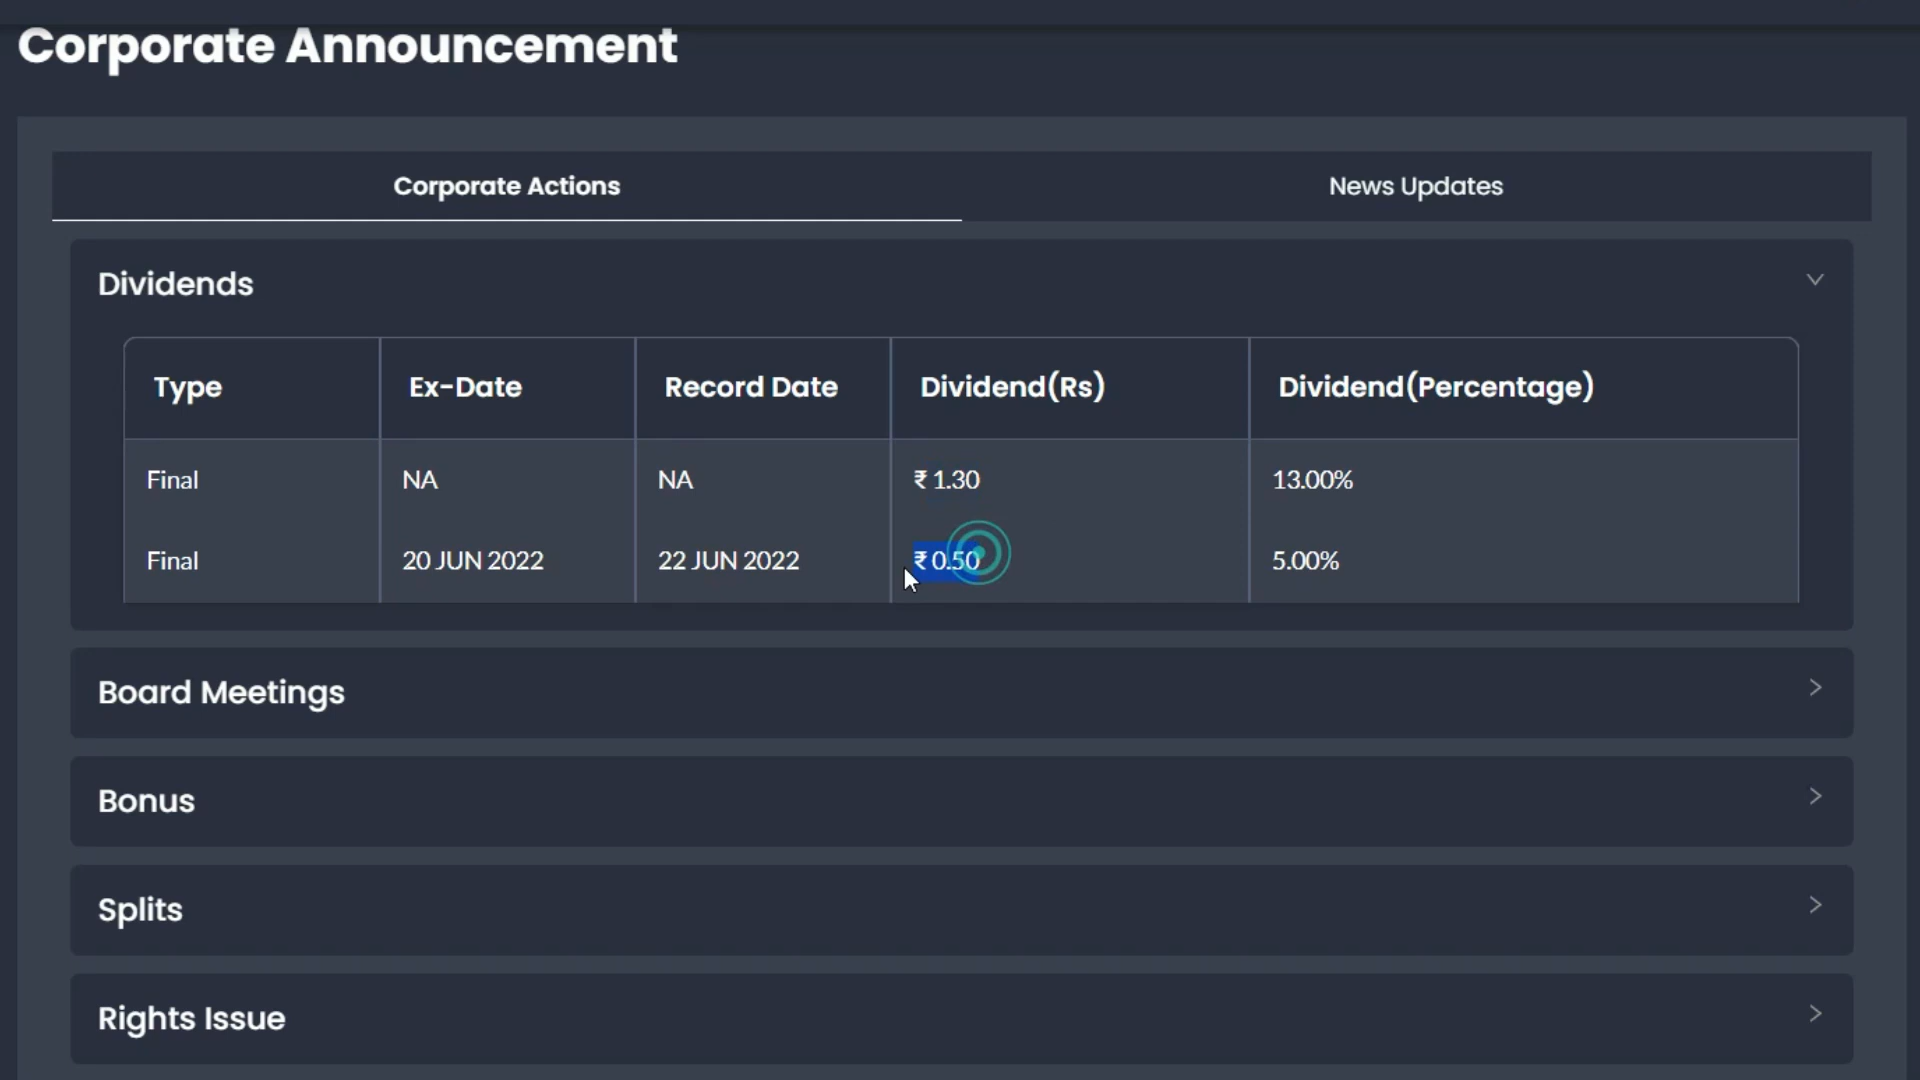 Corporate Announcement
Corporate Actions News Updates
Dividends
Type Ex-Date Record Date Dividend(Rs) Dividend(Percentage)
Final NA NA ₹ 1.30 13.00%
Final 20 JUN 2022 22 JUN 2022 ₹ 0.50 5.00%
Board Meetings
Bonus
Splits
Rights Issue